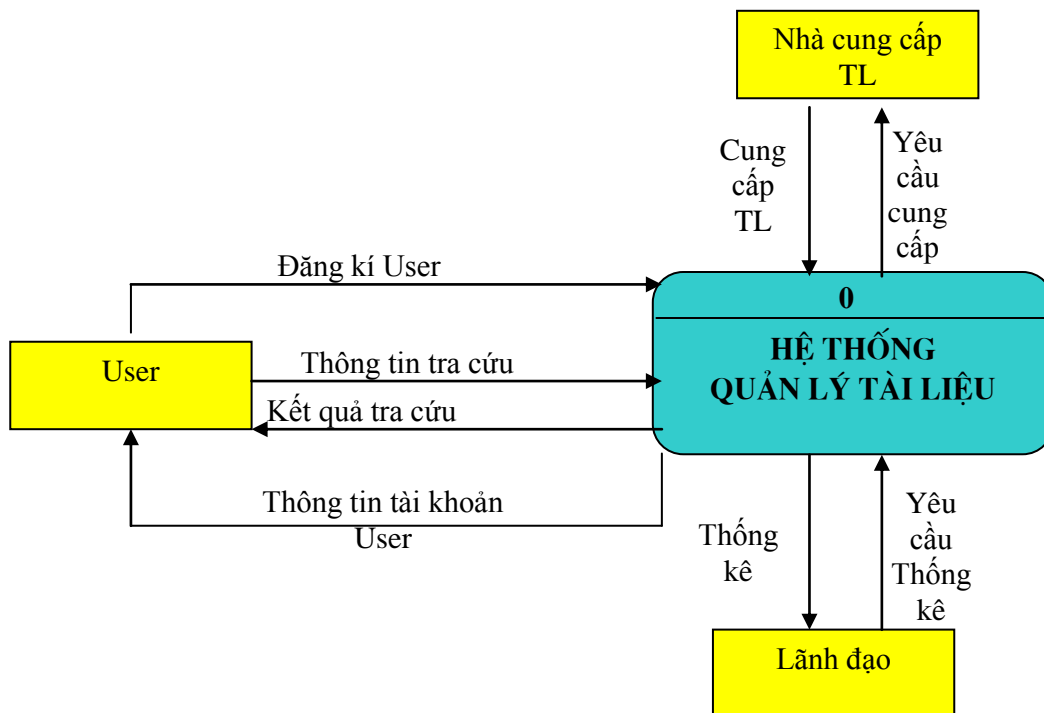 Nhà cung cấp
TL
Cung
cấp
TL
Yêu
cầu
cung
cấp
Đăng kí User
0
HỆ THỐNG
QUẢN LÝ TÀI LIỆU
User
Thông tin tra cứu
Kết quả tra cứu
Thông tin tài khoản
User
Thống
kê
Yêu
cầu
Thống
kê
Lãnh đạo